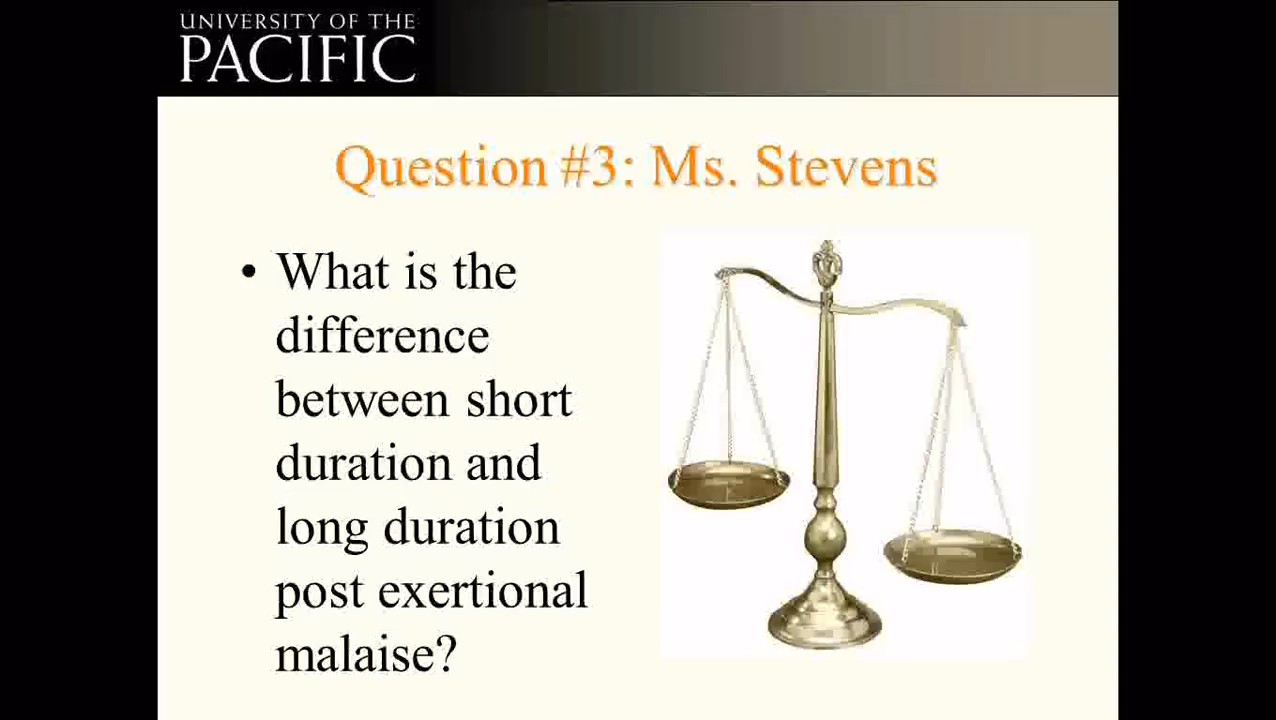 UNIVERSITY OF THE
PACIFIC
Question #3: Ms. Stevens
• What is the
difference
between short
duration and
long duration
post exertional
malaise?